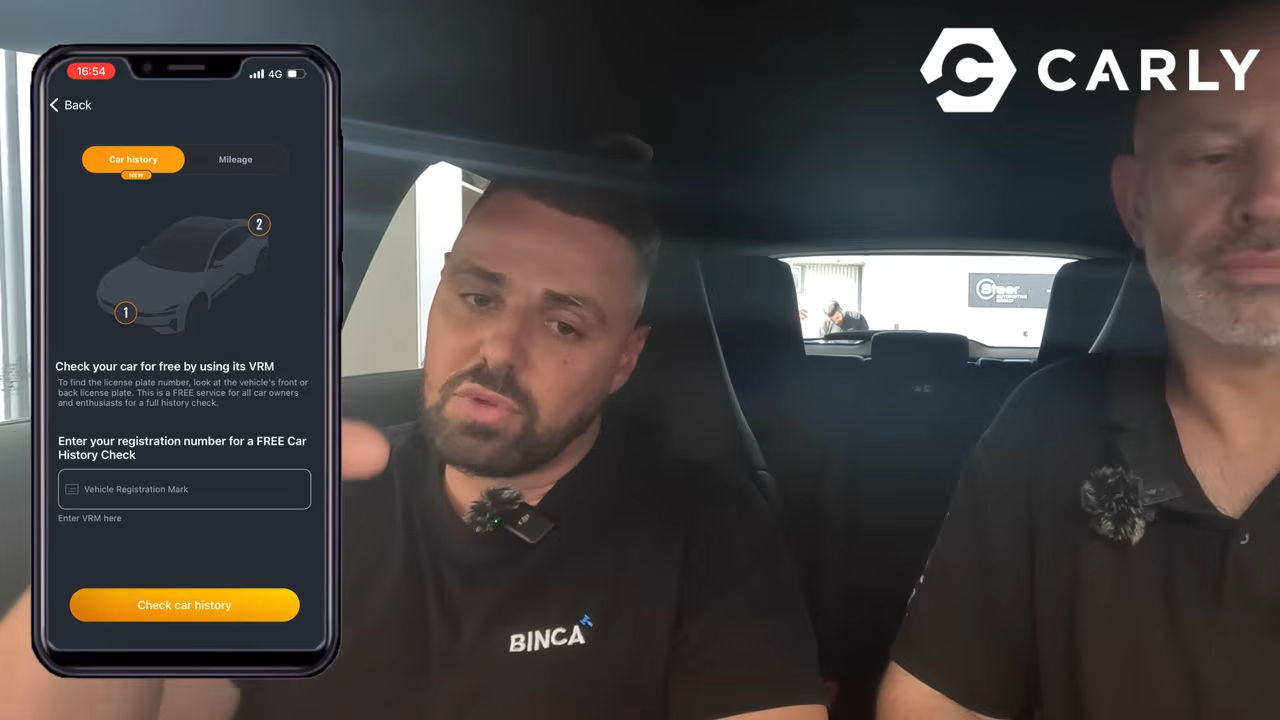 16:54
4G
Back
Car history
Mileage
NEW
2
1
Check your car for free by using its VRM
To find the license plate number, look at the vehicle's front or
back license plate. This is a FREE service for all car owners
and enthusiasts for a full history check.
Enter your registration number for a FREE Car
History Check
Vehicle Registration Mark
Enter VRM here
Check car history
CARLY
Steer
AUTOMOTIVE
GROUP
BINCA